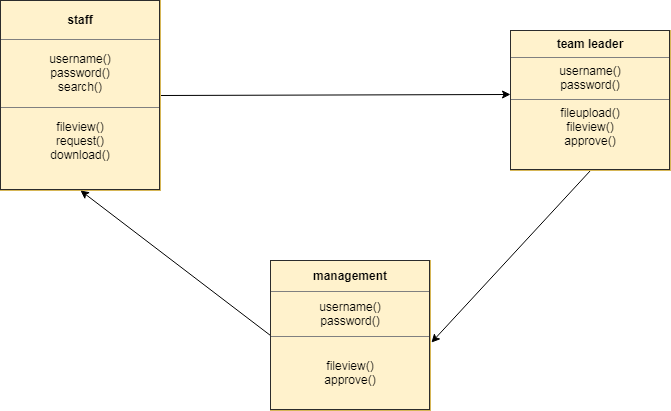 staff
username()
password()
search()
fileview()
request()
download()
team leader
username()
password()
fileupload()
fileview()
approve()
management
username()
password()
fileview()
approve()